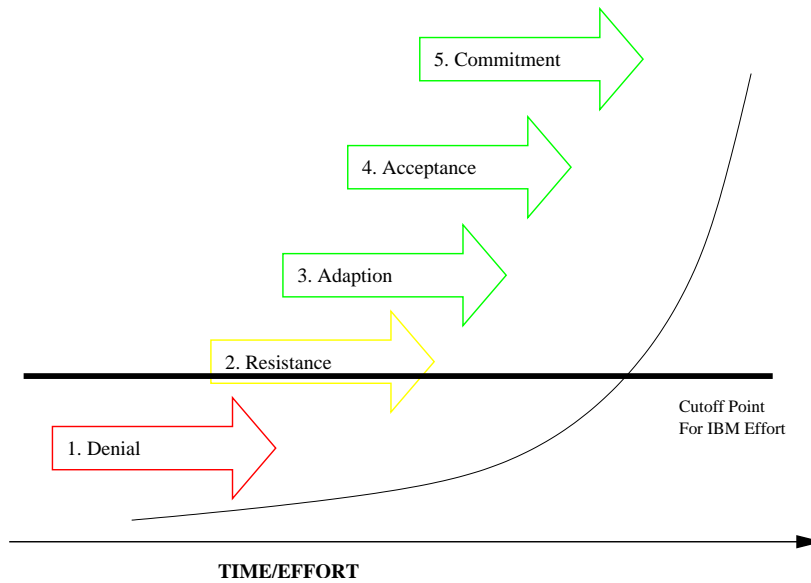 5. Commitment
4. Acceptance
3. Adaption
2. Resistance
Cutoff Point
For IBM Effort
1. Denial
TIME/EFFORT